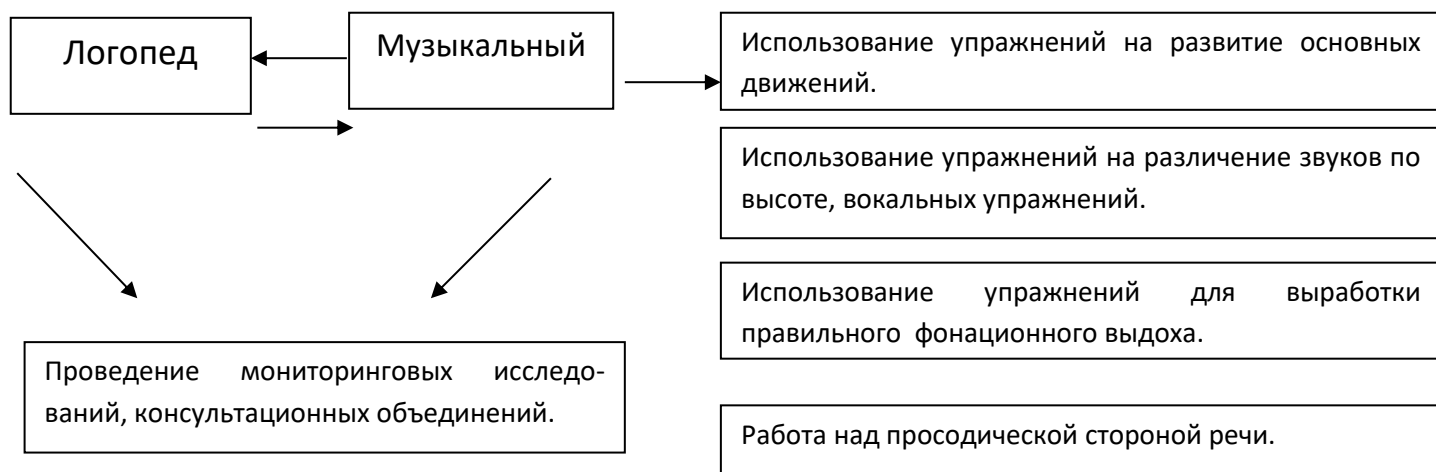 Логопед
Музыкальный
Использование упражнений на развитие основных
движений.
Использование упражнений на различение звуков по
высоте, вокальных упражнений.
Использование упражнений для выработки
правильного фонационного выдоха.
Проведение мониторинговых исследо-
ваний, консультационных объединений.
Работа над просодической стороной речи.